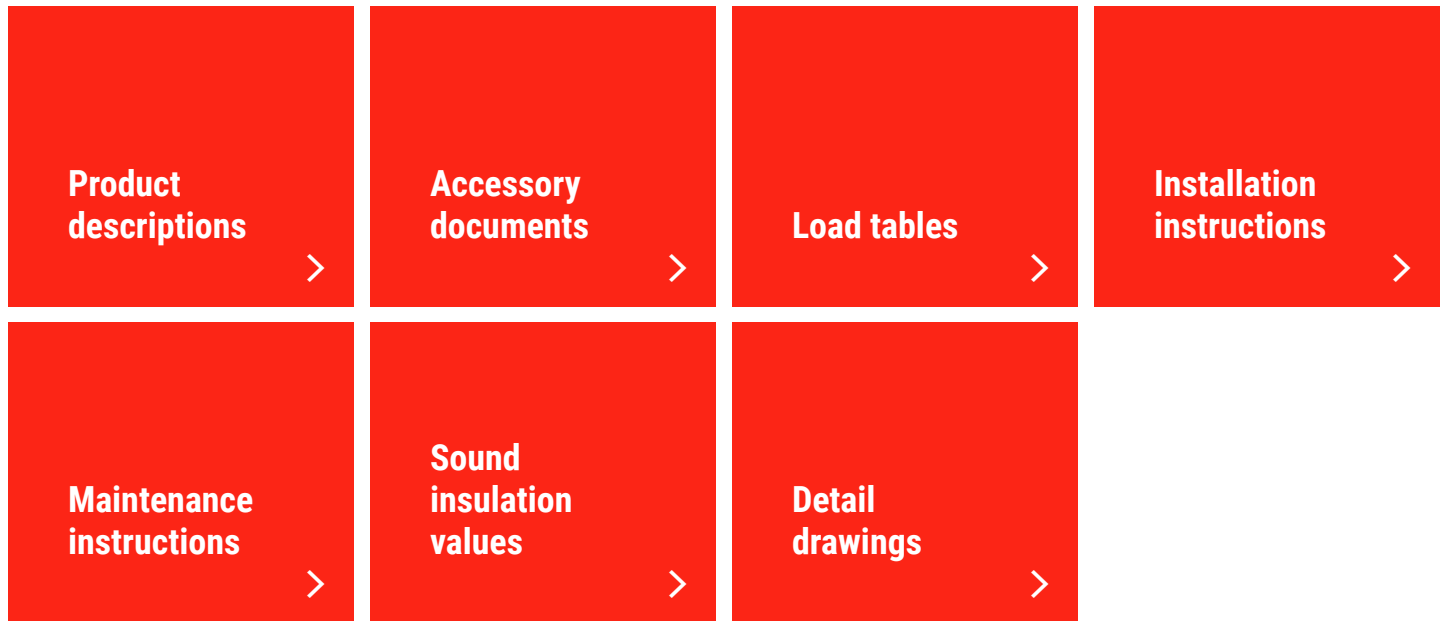 Product
descriptions
Accessory
documents
Load tables
Installation
instructions
Maintenance
instructions
Sound
insulation
values
Detail
drawings